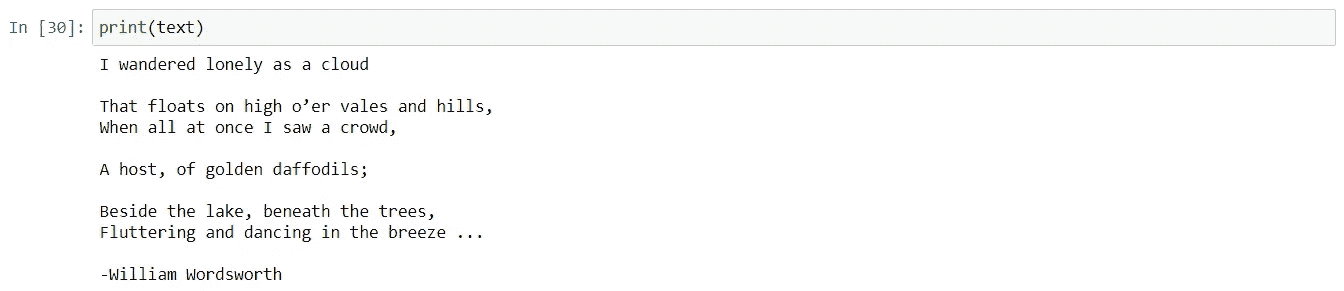 In [30]: print(text)
I wandered lonely as a cloud
That floats on high o’er vales and hills,
When all at once I saw a crowd,
A host, of golden daffodils;
Beside the lake, beneath the trees,
Fluttering and dancing in the breeze ...
-William Wordsworth